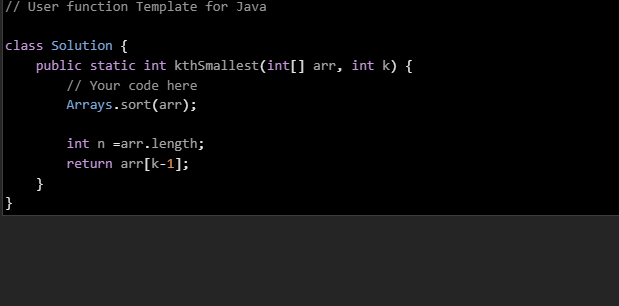 // User function Template for Java
class Solution {
    public static int kthSmallest(int[] arr, int k) {
        // Your code here
        Arrays.sort(arr);
        int n =arr.length;
        return arr[k-1];
    }
}